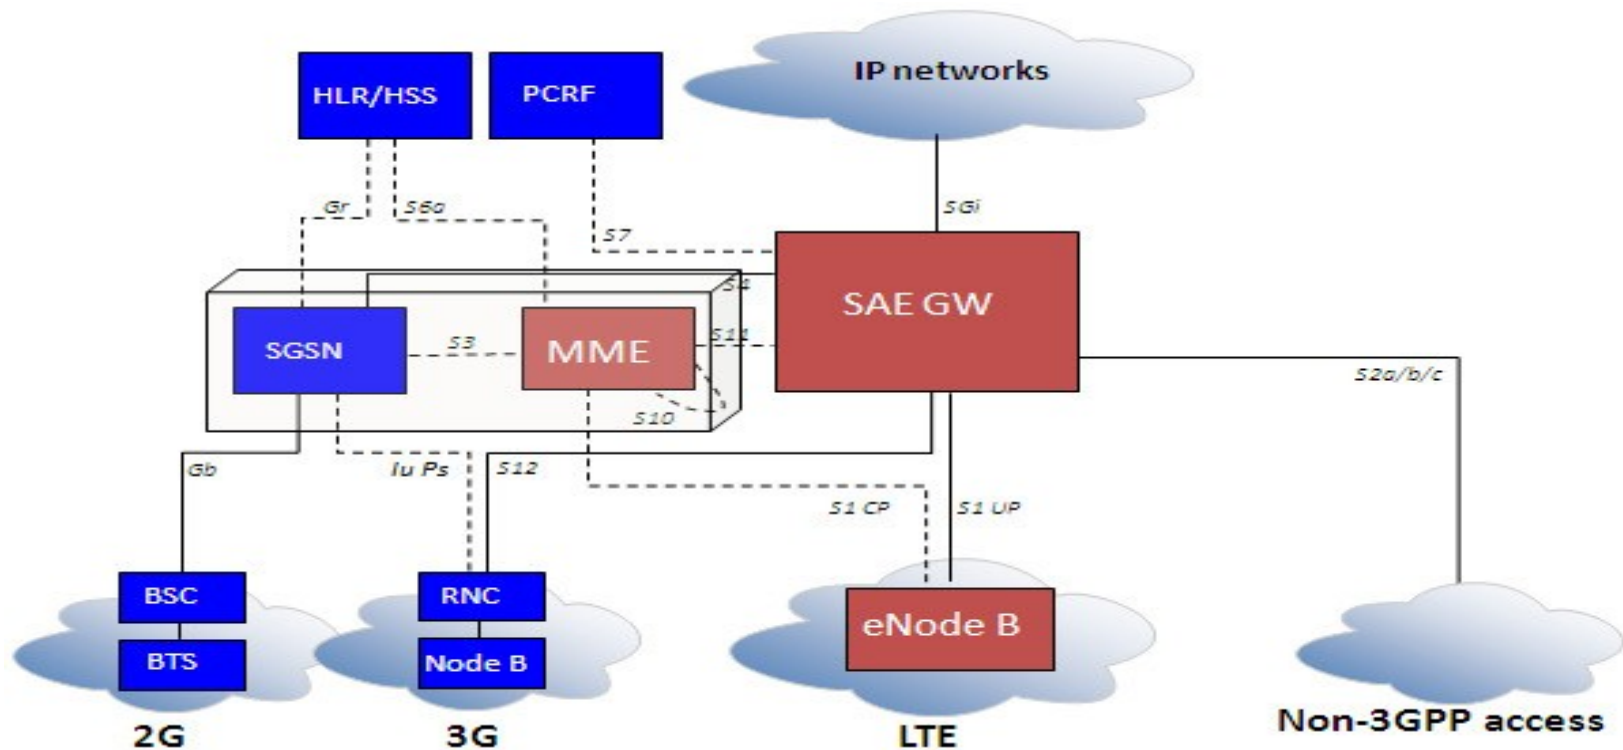 IP networks
HLR/HSS
PCRF
Gr
S6a
SGi
S7
S4
SAE GW
SGSN
S3
MME
S11
S2a/b/c
S10
Gb
Iu Ps
S12
S1 CP
S1 UP
BSC
RNC
eNode B
BTS
Node B
2G
3G
LTE
Non-3GPP access